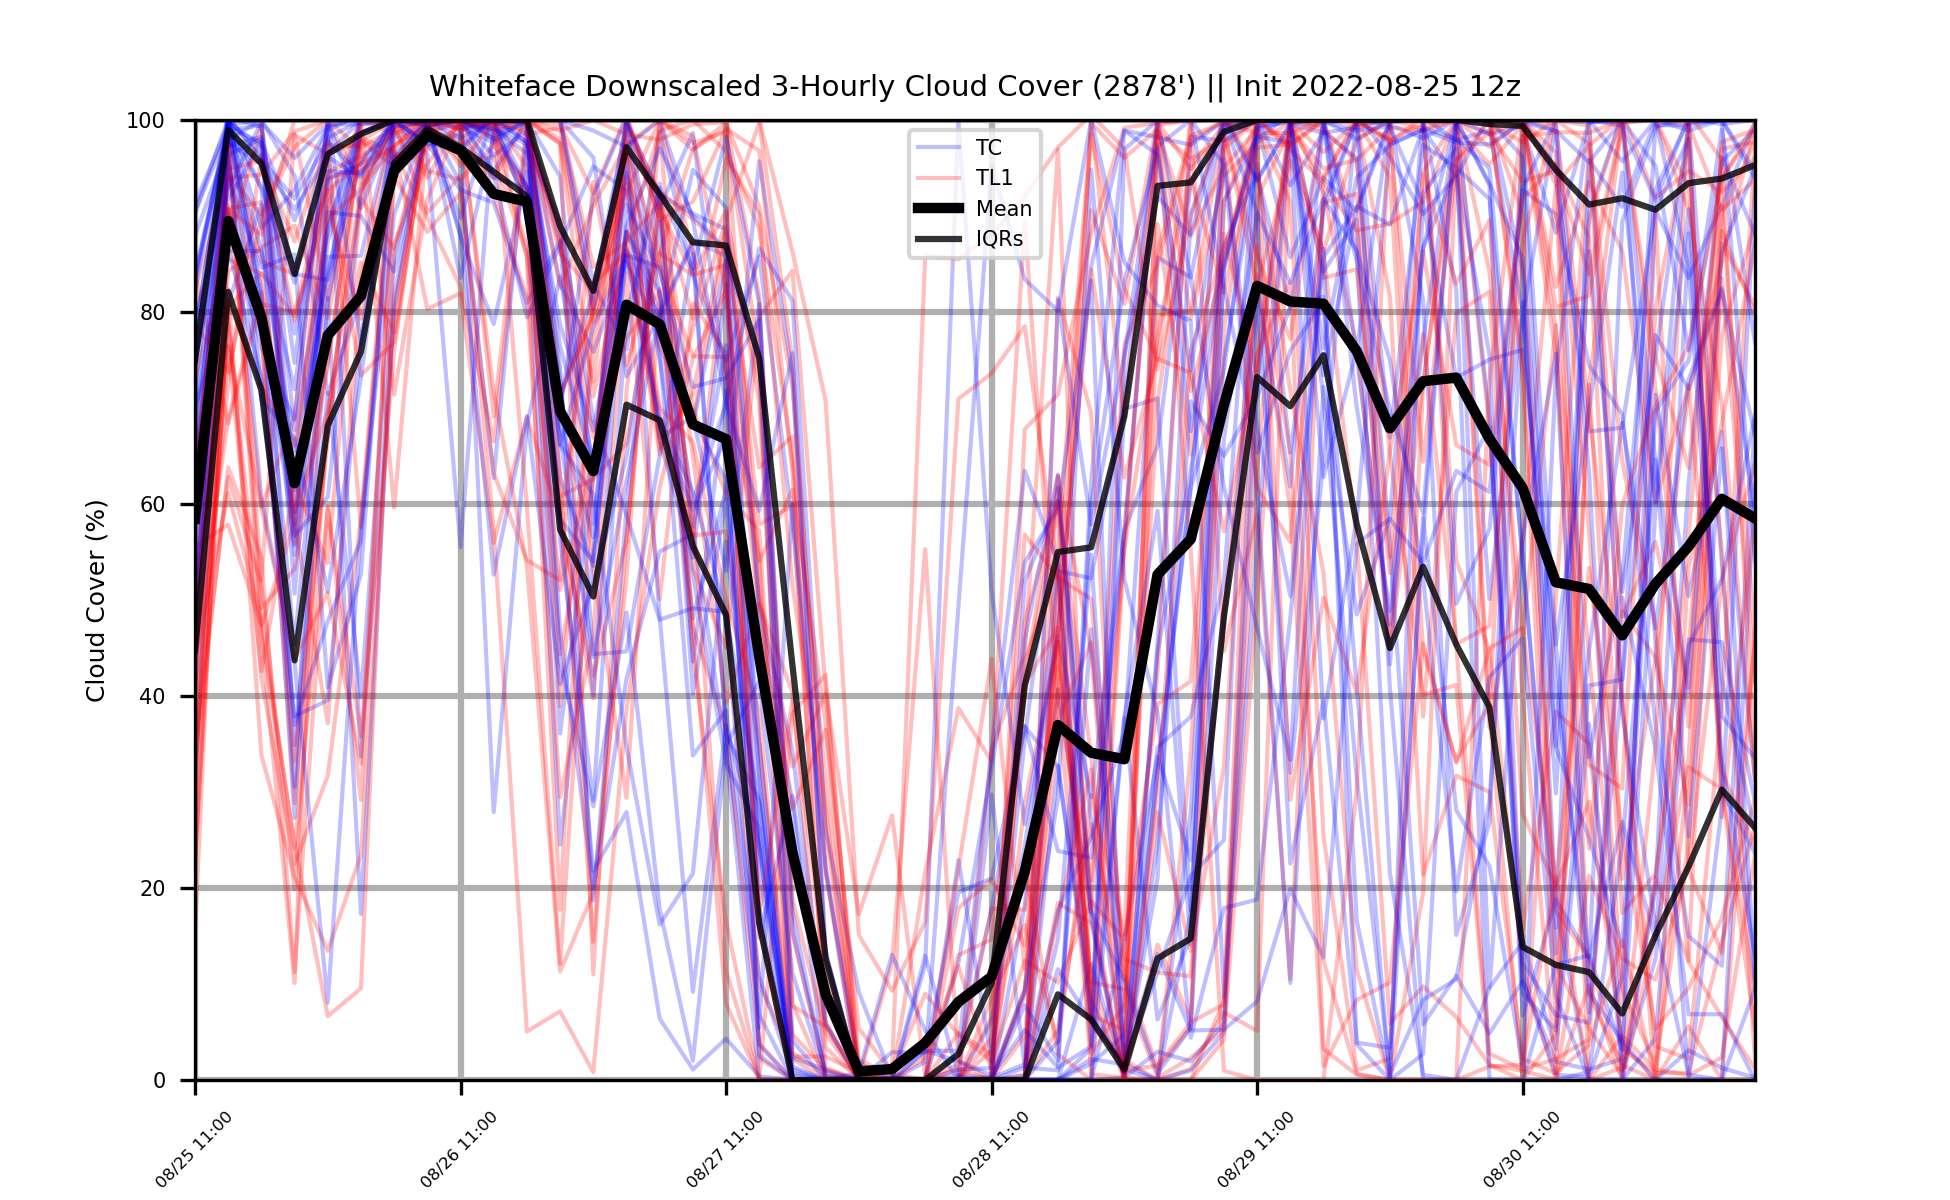 Whiteface Downscaled 3-Hourly Cloud Cover (2878') || Init 2022-08-25 12z
TC
TL1
Mean
IQRs
Cloud Cover (%)
100
80
60
40
20
0
08/25 11:00
08/26 11:00
08/27 11:00
08/28 11:00
08/29 11:00
08/30 11:00